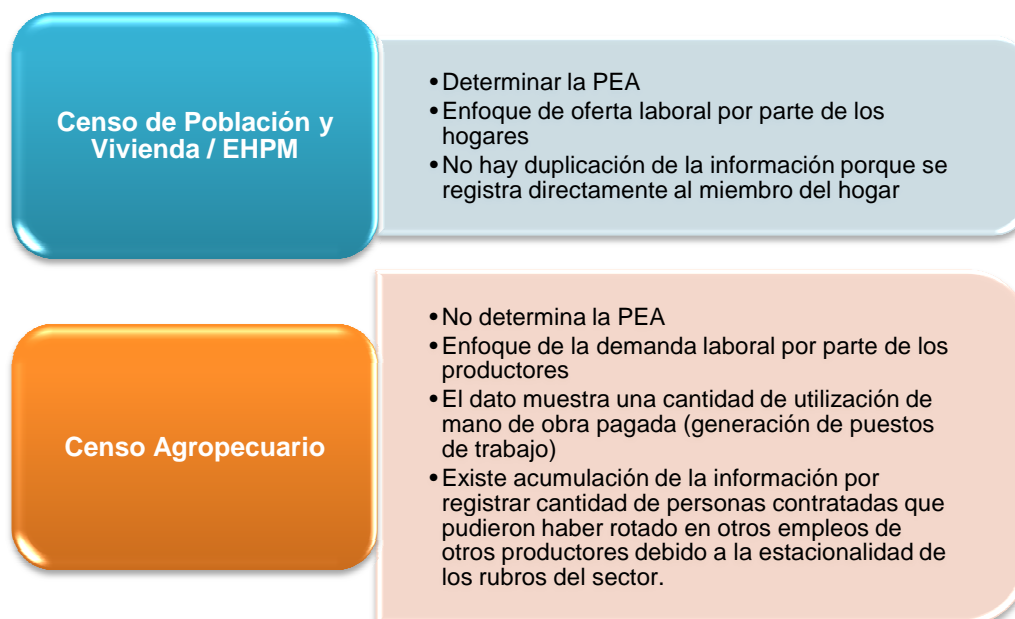 Censo de Población y
Vivienda / EHPM
•Determinar la PEA
•Enfoque de oferta laboral por parte de los
hogares
•No hay duplicación de la información porque se
registra directamente al miembro del hogar
Censo Agropecuario
•No determina la PEA
•Enfoque de la demanda laboral por parte de los
productores
•El dato muestra una cantidad de utilización de
mano de obra pagada (generación de puestos
de trabajo)
•Existe acumulación de la información por
registrar cantidad de personas contratadas que
pudieron haber rotado en otros empleos de
otros productores debido a la estacionalidad de
los rubros del sector.